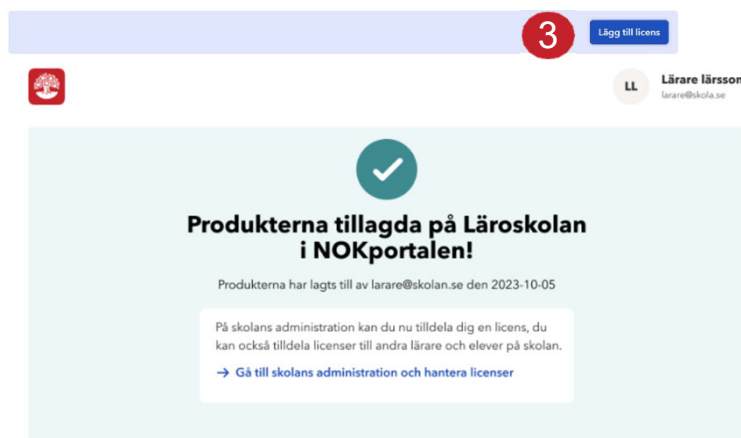 3
Lägg till licens
LL
Lärare lärsson
larare@skola.se
Produkterna tillagda på Läroskolan
i NOKportalen!
Produkterna har lagts till av larare@skolan.se den 2023-10-05
På skolans administration kan du nu tilldela dig en licens, du
kan också tilldela licenser till andra lärare och elever på skolan.
→ Gå till skolans administration och hantera licenser